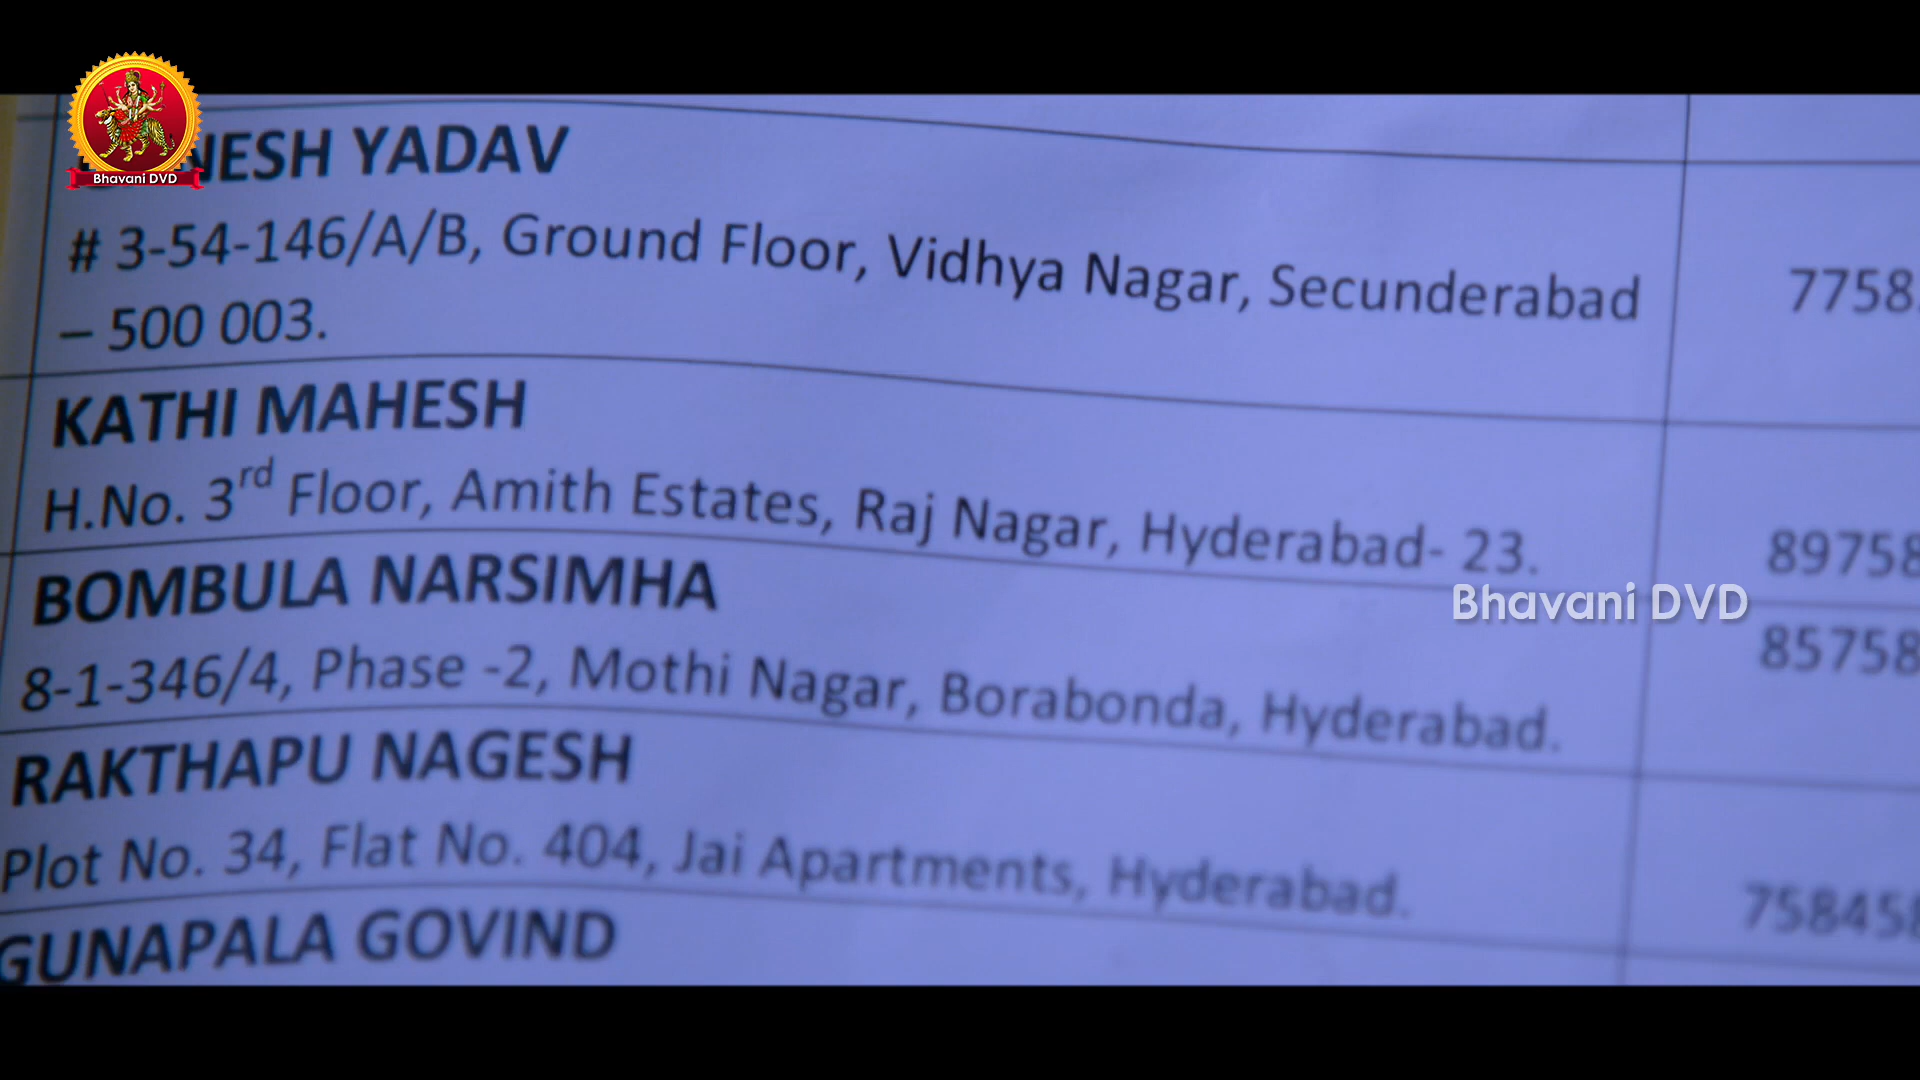 YADAV
# 3-54-146/A/B, Ground Floor, Vidhya Nagar, Secunderabad
– 500 003.
7758
KATHI MAHESH
H.No. 3rd Floor, Amith Estates, Raj Nagar, Hyderabad- 23.
89758
BOMBULA NARSIMHA
8-1-346/4, Phase -2, Mothi Nagar, Borabonda, Hyderabad.
85758
RAKTHAPU NAGESH
Plot No. 34, Flat No. 404, Jai Apartments, Hyderabad.
758458
GUNAPALA GOVIND
Bhavani DVD
Bhavani DVD